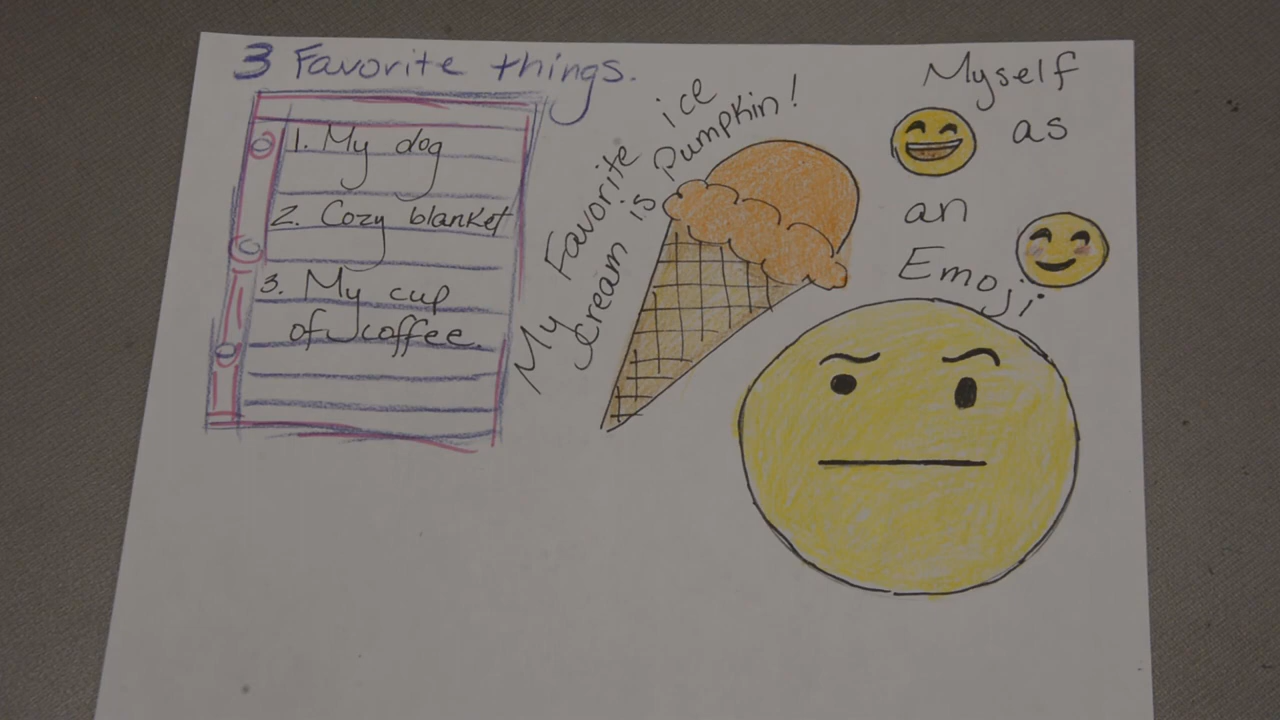 3 Favorite things.
1. My dog
2. Cozy blanket
3. My cup
of coffee.
My Favorite ice
cream is pumpkin!
Myself
as
an
Emoji